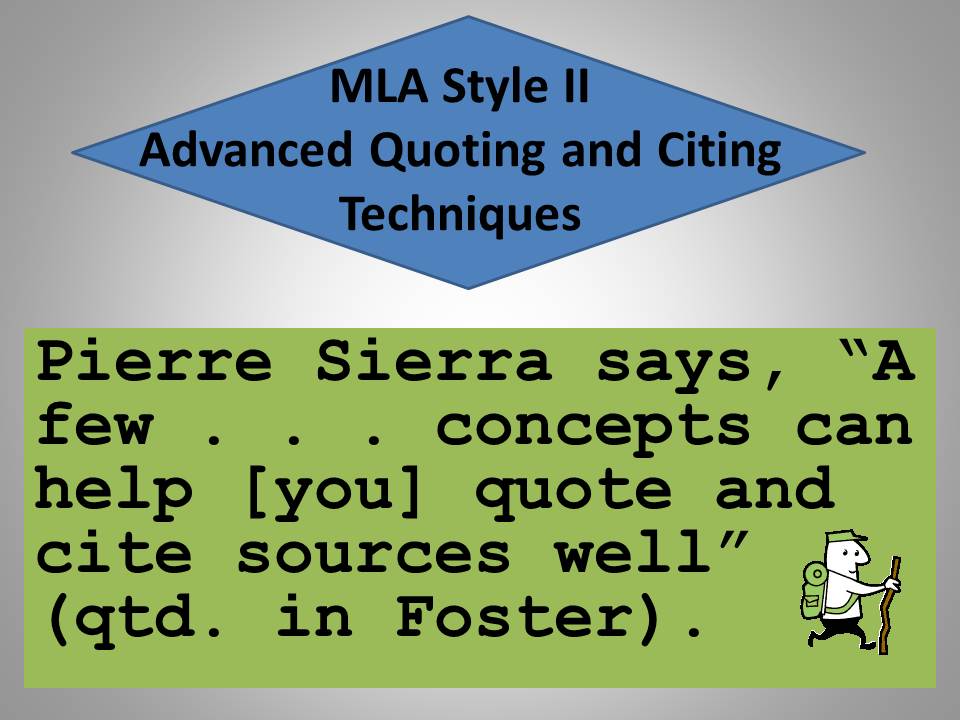 MLA Style II
Advanced Quoting and Citing
Techniques
Pierre Sierra says, “A
few . . . concepts can
help [you] quote and
cite sources well”
(qtd. in Foster).